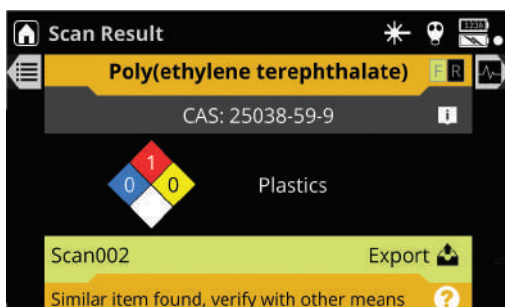 Scan Result
123A
Poly(ethylene terephthalate) F R
CAS: 25038-59-9 i
1
0 0
Plastics
Scan002 Export
Similar item found, verify with other means ?